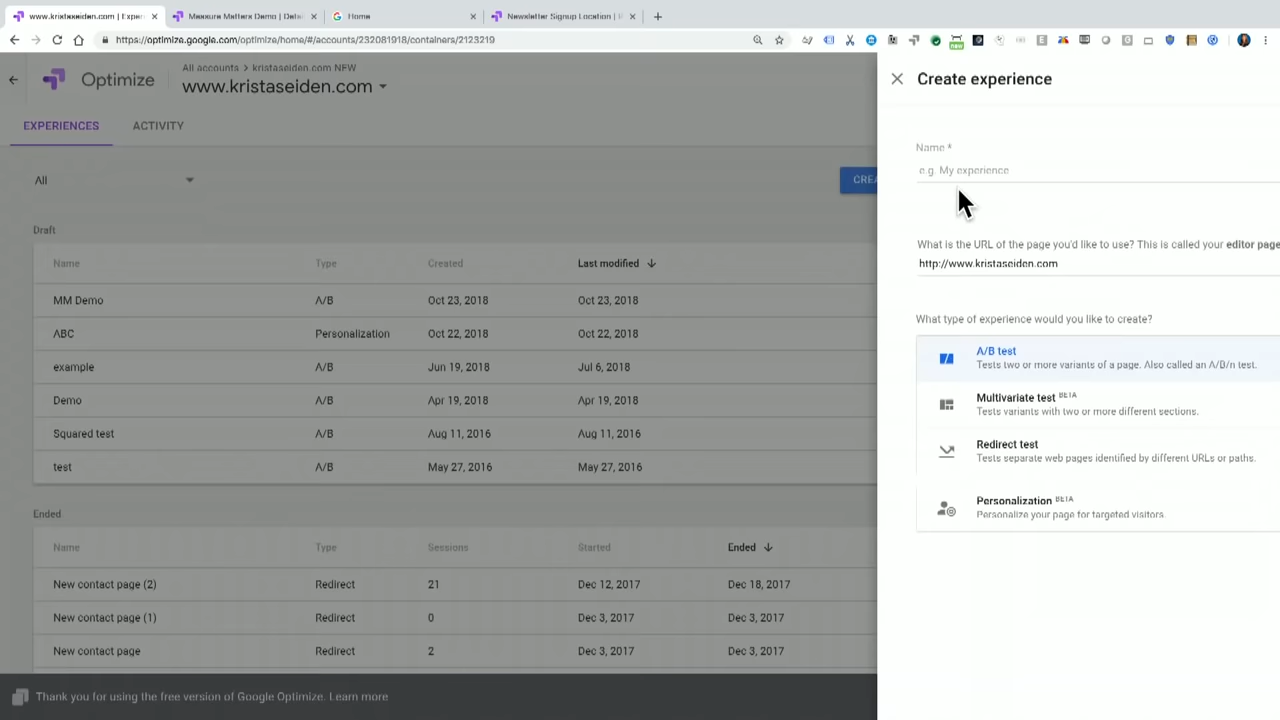 www.kristaseiden.com | Exper
Measure Matters Demo | Detai
Home
Newsletter Signup Location | R
https://optimize.google.com/optimize/home/#/accounts/232081918/containers/2123219
new
Optimize
All accounts > kristaseiden.com NEW
www.kristaseiden.com
EXPERIENCES
ACTIVITY
All
CREA
Draft
Name Type Created Last modified
MM Demo A/B Oct 23, 2018 Oct 23, 2018
ABC Personalization Oct 22, 2018 Oct 22, 2018
example A/B Jun 19, 2018 Jul 6, 2018
Demo A/B Apr 19, 2018 Apr 19, 2018
Squared test A/B Aug 11, 2016 Aug 11, 2016
test A/B May 27, 2016 May 27, 2016
Ended
Name Type Sessions Started Ended
New contact page (2) Redirect 21 Dec 12, 2017 Dec 18, 2017
New contact page (1) Redirect 0 Dec 3, 2017 Dec 3, 2017
New contact page Redirect 2 Dec 3, 2017 Dec 3, 2017
Thank you for using the free version of Google Optimize. Learn more
Create experience
Name *
e.g. My experience
What is the URL of the page you'd like to use? This is called your editor page
http://www.kristaseiden.com
What type of experience would you like to create?
A/B test
Tests two or more variants of a page. Also called an A/B/n test.
Multivariate test BETA
Tests variants with two or more different sections.
Redirect test
Tests separate web pages identified by different URLs or paths.
Personalization BETA
Personalize your page for targeted visitors.